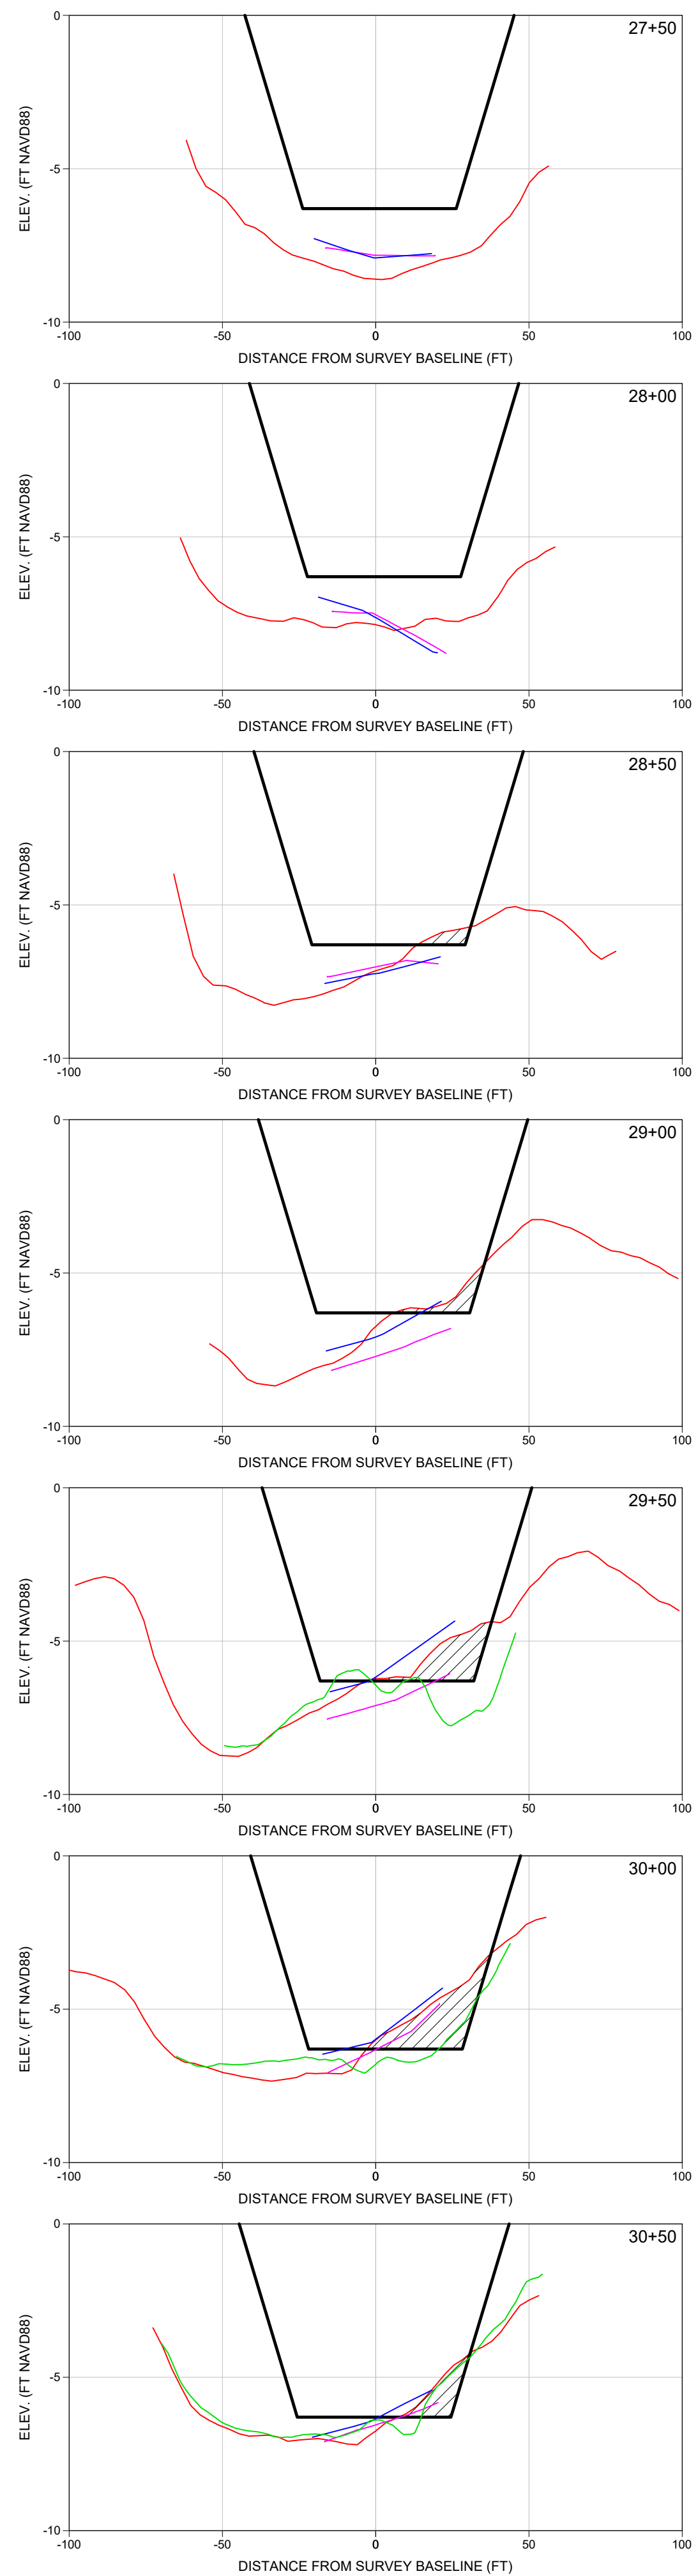 27+50
0
-5
-10
ELEV. (FT NAVD88)
-100 -50 0 50 100
DISTANCE FROM SURVEY BASELINE (FT)
28+00
0
-5
-10
ELEV. (FT NAVD88)
-100 -50 0 50 100
DISTANCE FROM SURVEY BASELINE (FT)
28+50
0
-5
-10
ELEV. (FT NAVD88)
-100 -50 0 50 100
DISTANCE FROM SURVEY BASELINE (FT)
29+00
0
-5
-10
ELEV. (FT NAVD88)
-100 -50 0 50 100
DISTANCE FROM SURVEY BASELINE (FT)
29+50
0
-5
-10
ELEV. (FT NAVD88)
-100 -50 0 50 100
DISTANCE FROM SURVEY BASELINE (FT)
30+00
0
-5
-10
ELEV. (FT NAVD88)
-100 -50 0 50 100
DISTANCE FROM SURVEY BASELINE (FT)
30+50
0
-5
-10
ELEV. (FT NAVD88)
-100 -50 0 50 100
DISTANCE FROM SURVEY BASELINE (FT)